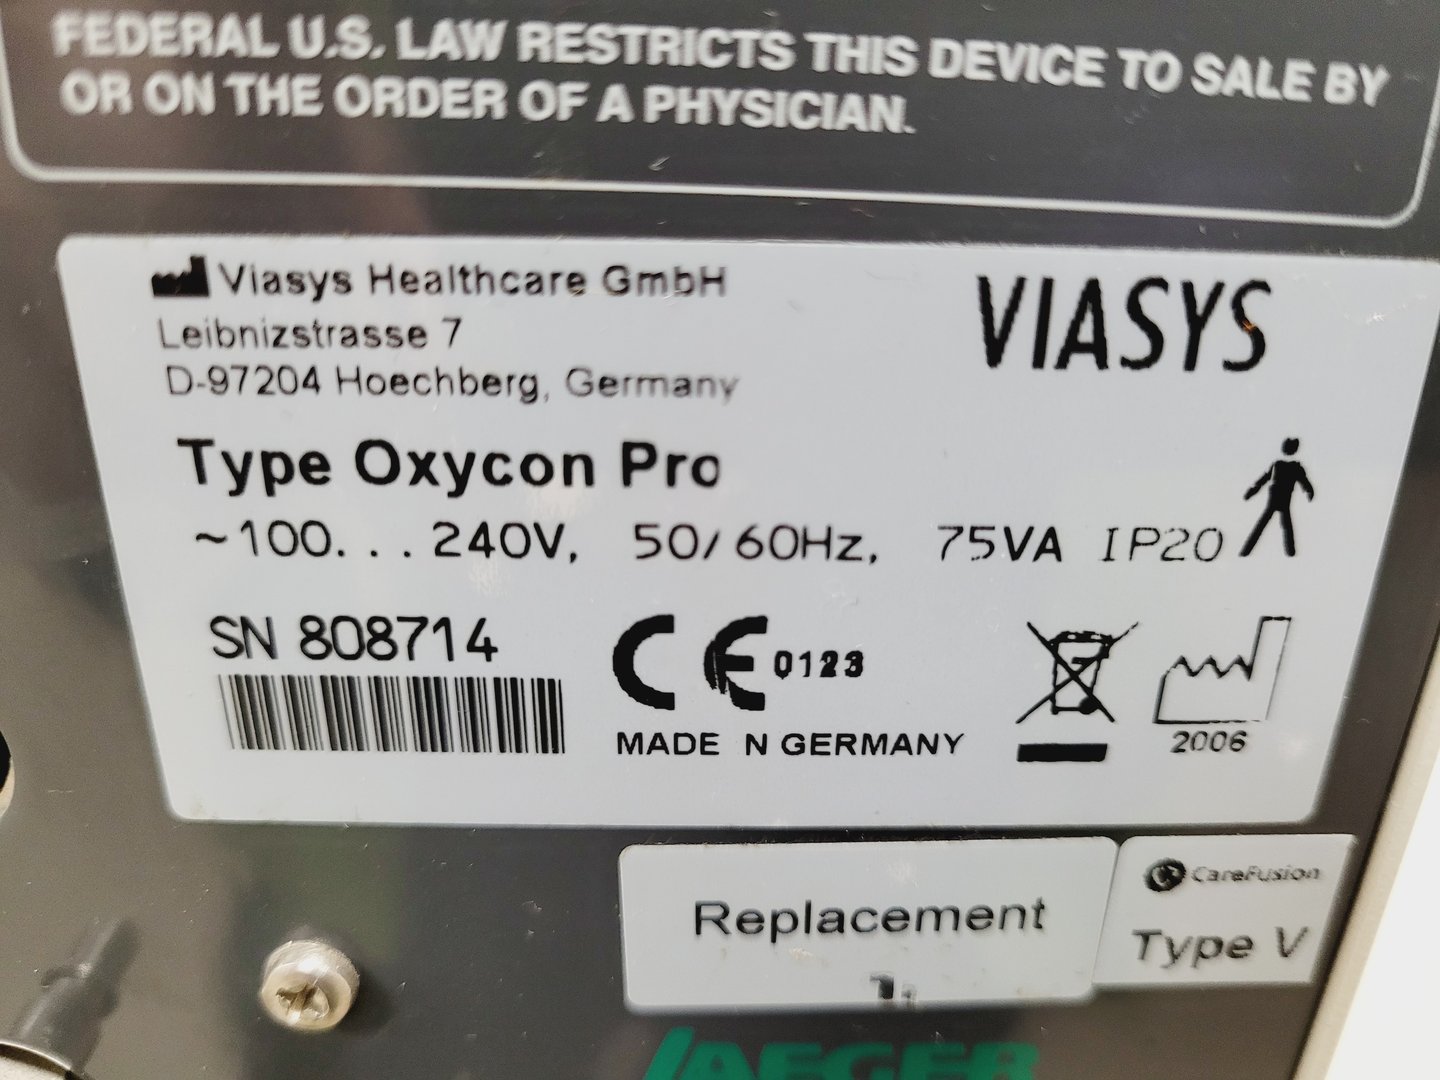 FEDERAL U.S. LAW RESTRICTS THIS DEVICE TO SALE BY
OR ON THE ORDER OF A PHYSICIAN.
Viasys Healthcare GmbH
VIASYS
Leibnizstrasse 7
D-97204 Hoechberg, Germany
Type Oxycon Pro
~100...240V, 50/60Hz, 75VA IP20
SN 808714
CE 0123
MADE N GERMANY
2006
Replacement
CareFusion
Type V
JAEGER